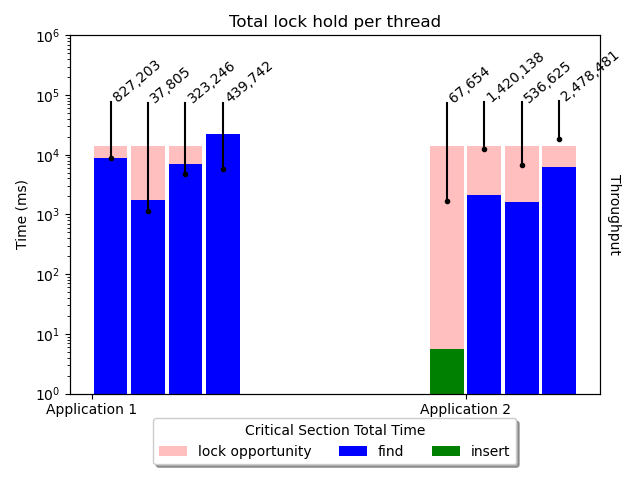 Total lock hold per thread
10^6
10^5
10^4
10^3
10^2
10^1
10^0
Time (ms)
827,203
37,805
323,246
439,742
67,654
1,420,138
536,625
2,478,481
Throughput
Application 1
Application 2
Critical Section Total Time
lock opportunity find insert